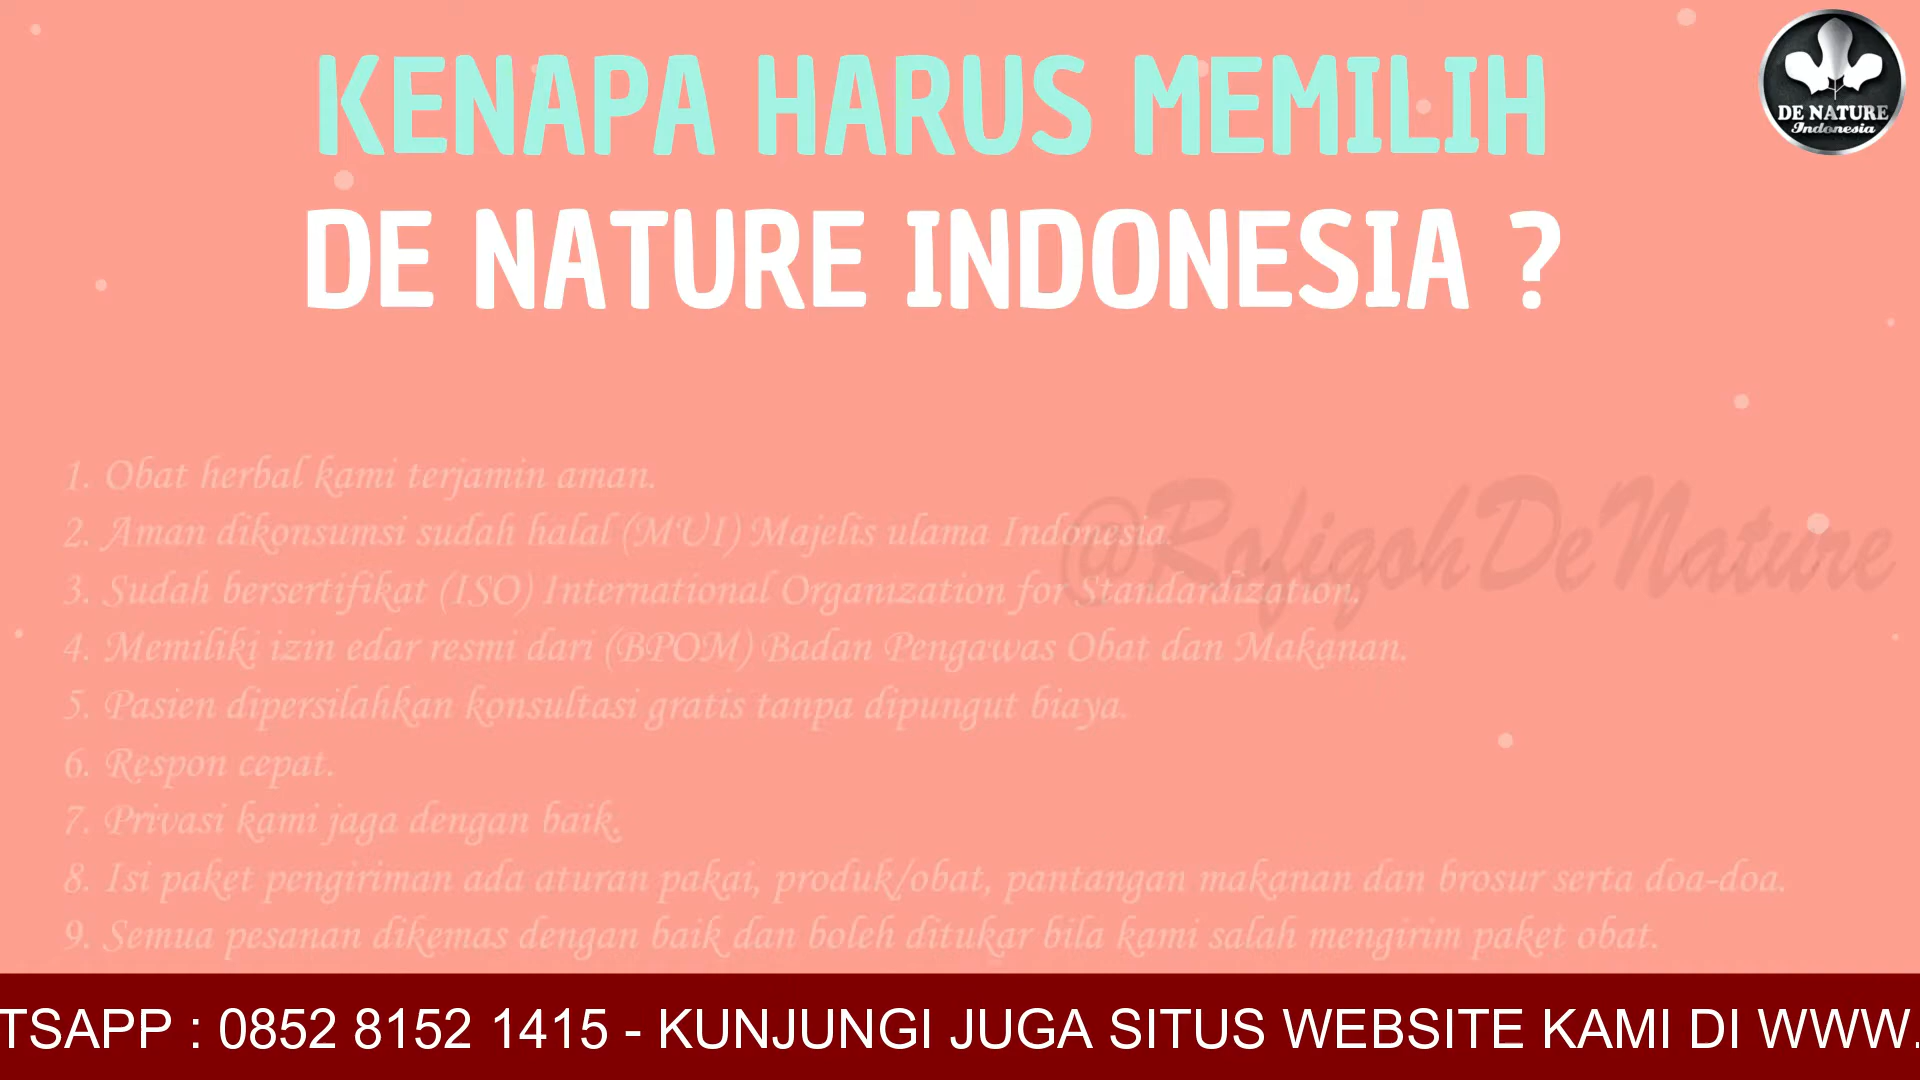 KENAPA HARUS MEMILIH
DE NATURE INDONESIA ?
DE NATURE
Indonesia
1. Obat herbal kami terjamin aman.
2. Aman dikonsumsi sudah halal (MUI) Majelis ulama Indonesia.
3. Sudah bersertifikat (ISO) International Organization for Standardization.
4. Memiliki izin edar resmi dari (BPOM) Badan Pengawas Obat dan Makanan.
5. Pasien dipersilahkan konsultasi gratis tanpa dipungut biaya.
6. Respon cepat.
7. Privasi kami jaga dengan baik.
8. Isi paket pengiriman ada aturan pakai, produk/obat, pantangan makanan dan brosur serta doa-doa.
9. Semua pesanan dikemas dengan baik dan boleh ditukar bila kami salah mengirim paket obat.
@RofiqohDeNature
TSAPP : 0852 8152 1415 - KUNJUNGI JUGA SITUS WEBSITE KAMI DI WWW.